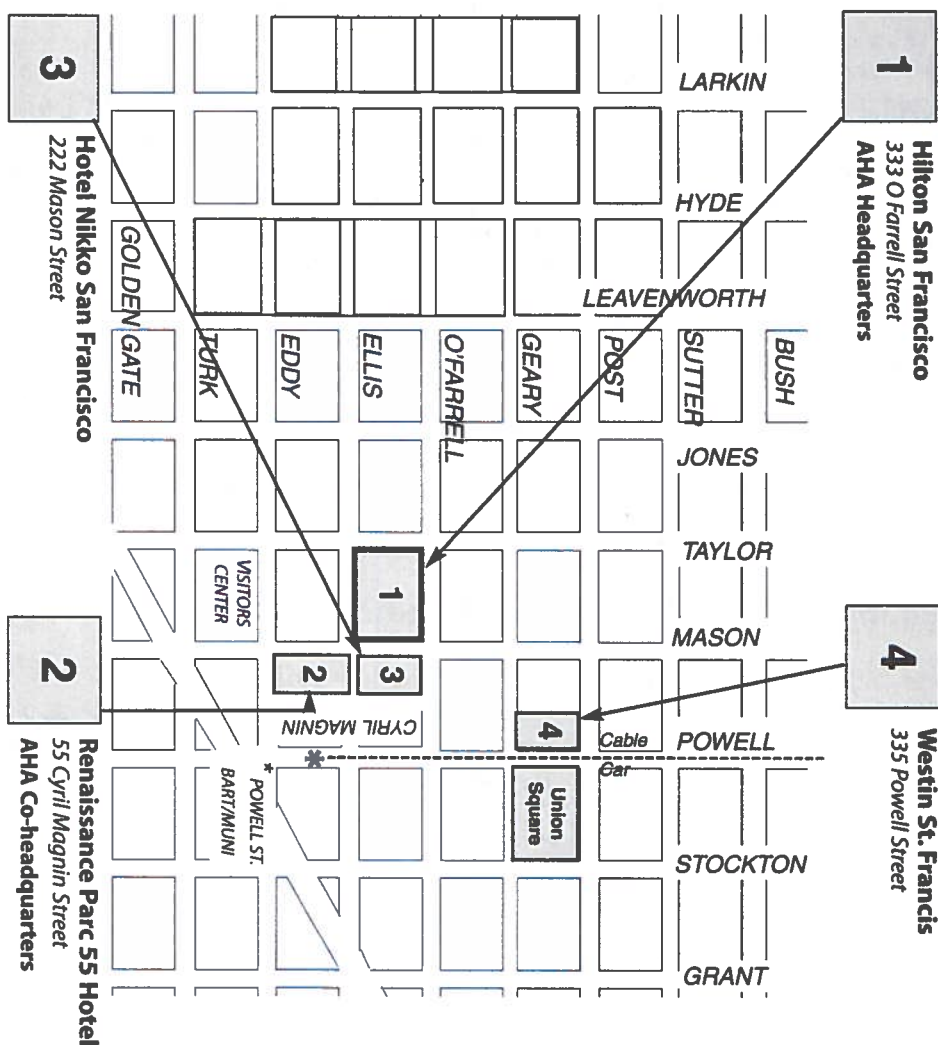 1
Hilton San Francisco
333 O Farrell Street
AHA Headquarters
4
Westin St. Francis
335 Powell Street
3
Hotel Nikko San Francisco
222 Mason Street
2
Renaissance Parc 55 Hotel
55 Cyril Magnin Street
AHA Co-headquarters
LARKIN
HYDE
LEAVENWORTH
JONES
TAYLOR
MASON
POWELL
STOCKTON
GRANT
BUSH
SUTTER
POST
GEARY
O'FARRELL
ELLIS
EDDY
TURK
GOLDEN GATE
VISITORS
CENTER
1
2
3
4
CYRIL MAGNIN
Cable
Car
Union
Square
*
* POWELL ST.
BART/MUNI